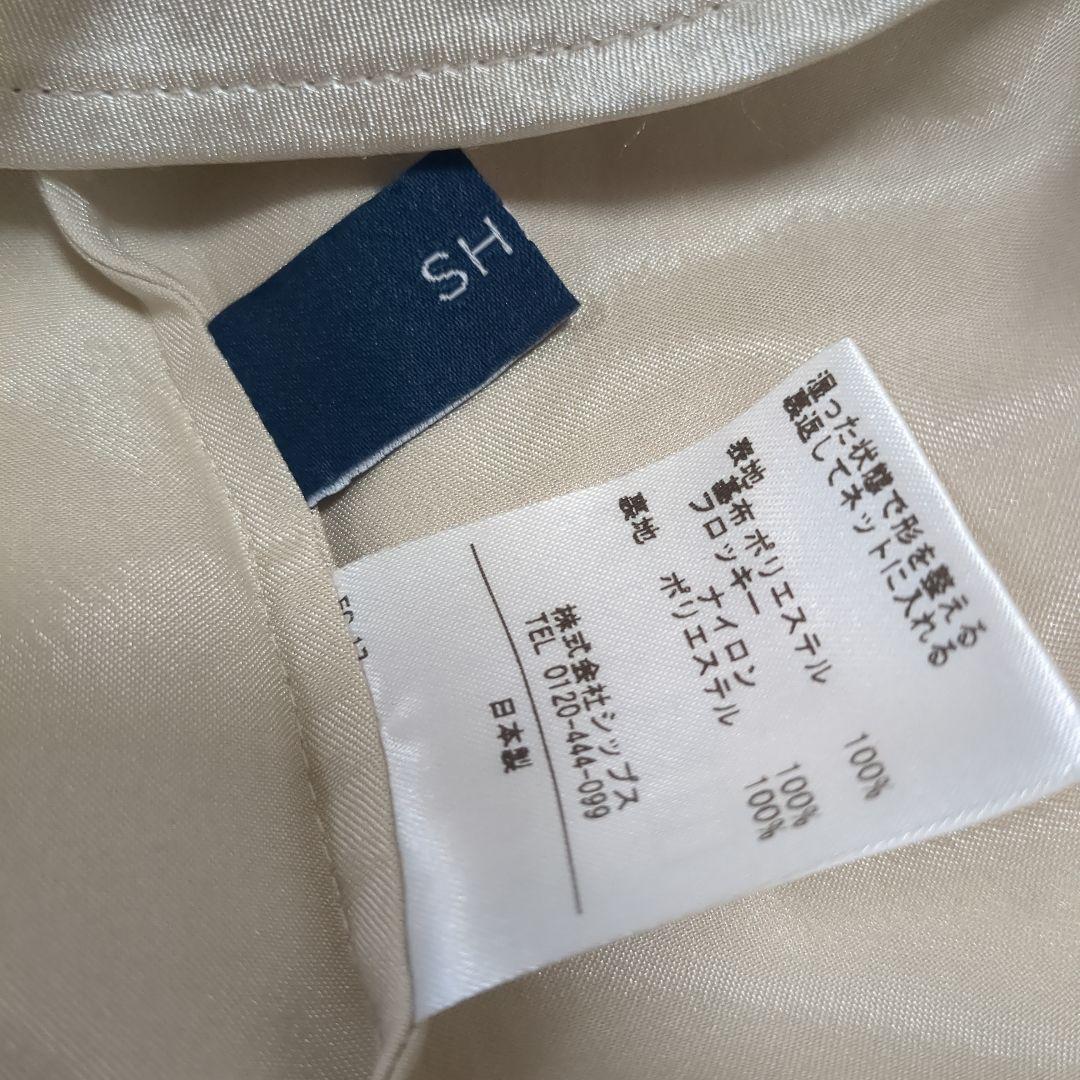 SH
湿った状態で形を整える
裏返してネットに入れる
表地
基布 ポリエステル 100%
フロッキー ナイロン 100%
裏地 ポリエステル 100%
株式会社シップス
TEL 0120-444-099
日本製